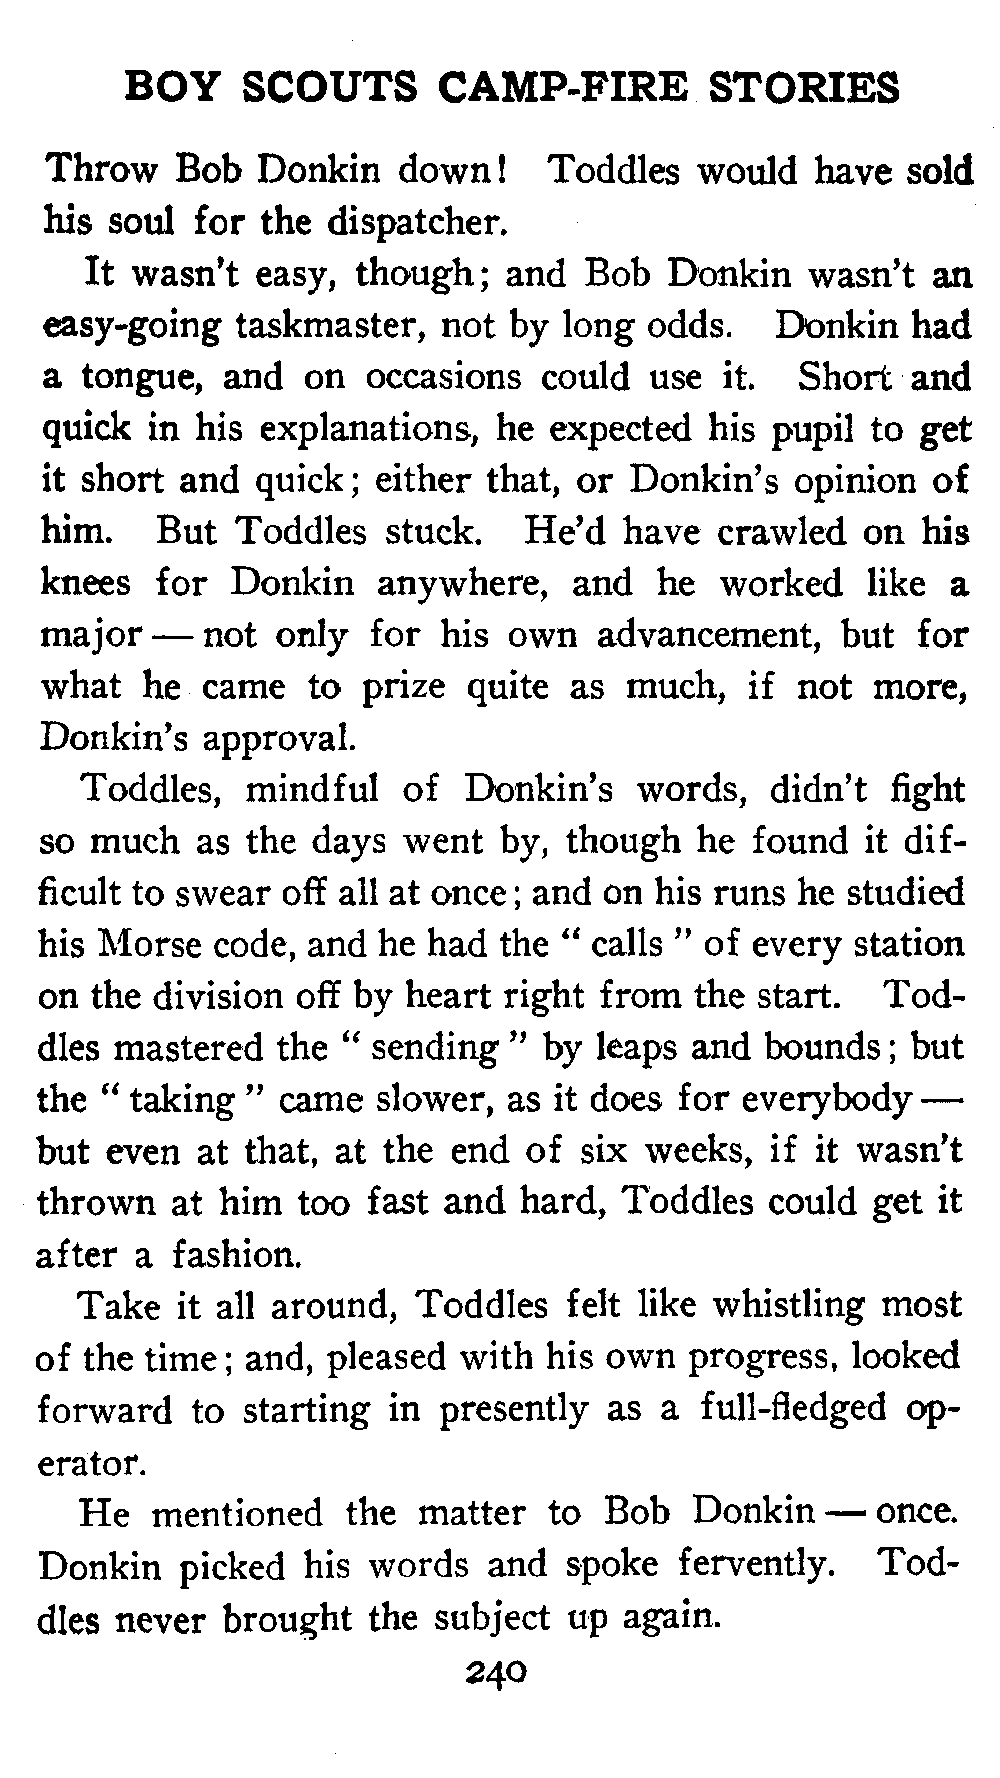 BOY SCOUTS CAMP-FIRE STORIES
Throw Bob Donkin down! Toddles would have sold
his soul for the dispatcher.
It wasn't easy, though; and Bob Donkin wasn't an
easy-going taskmaster, not by long odds. Donkin had
a tongue, and on occasions could use it. Short and
quick in his explanations, he expected his pupil to get
it short and quick; either that, or Donkin's opinion of
him. But Toddles stuck. He'd have crawled on his
knees for Donkin anywhere, and he worked like a
major — not only for his own advancement, but for
what he came to prize quite as much, if not more,
Donkin's approval.
Toddles, mindful of Donkin's words, didn't fight
so much as the days went by, though he found it dif-
ficult to swear off all at once; and on his runs he studied
his Morse code, and he had the " calls " of every station
on the division off by heart right from the start. Tod-
dles mastered the " sending " by leaps and bounds; but
the " taking " came slower, as it does for everybody —
but even at that, at the end of six weeks, if it wasn't
thrown at him too fast and hard, Toddles could get it
after a fashion.
Take it all around, Toddles felt like whistling most
of the time; and, pleased with his own progress, looked
forward to starting in presently as a full-fledged op-
erator.
He mentioned the matter to Bob Donkin — once.
Donkin picked his words and spoke fervently. Tod-
dles never brought the subject up again.
240